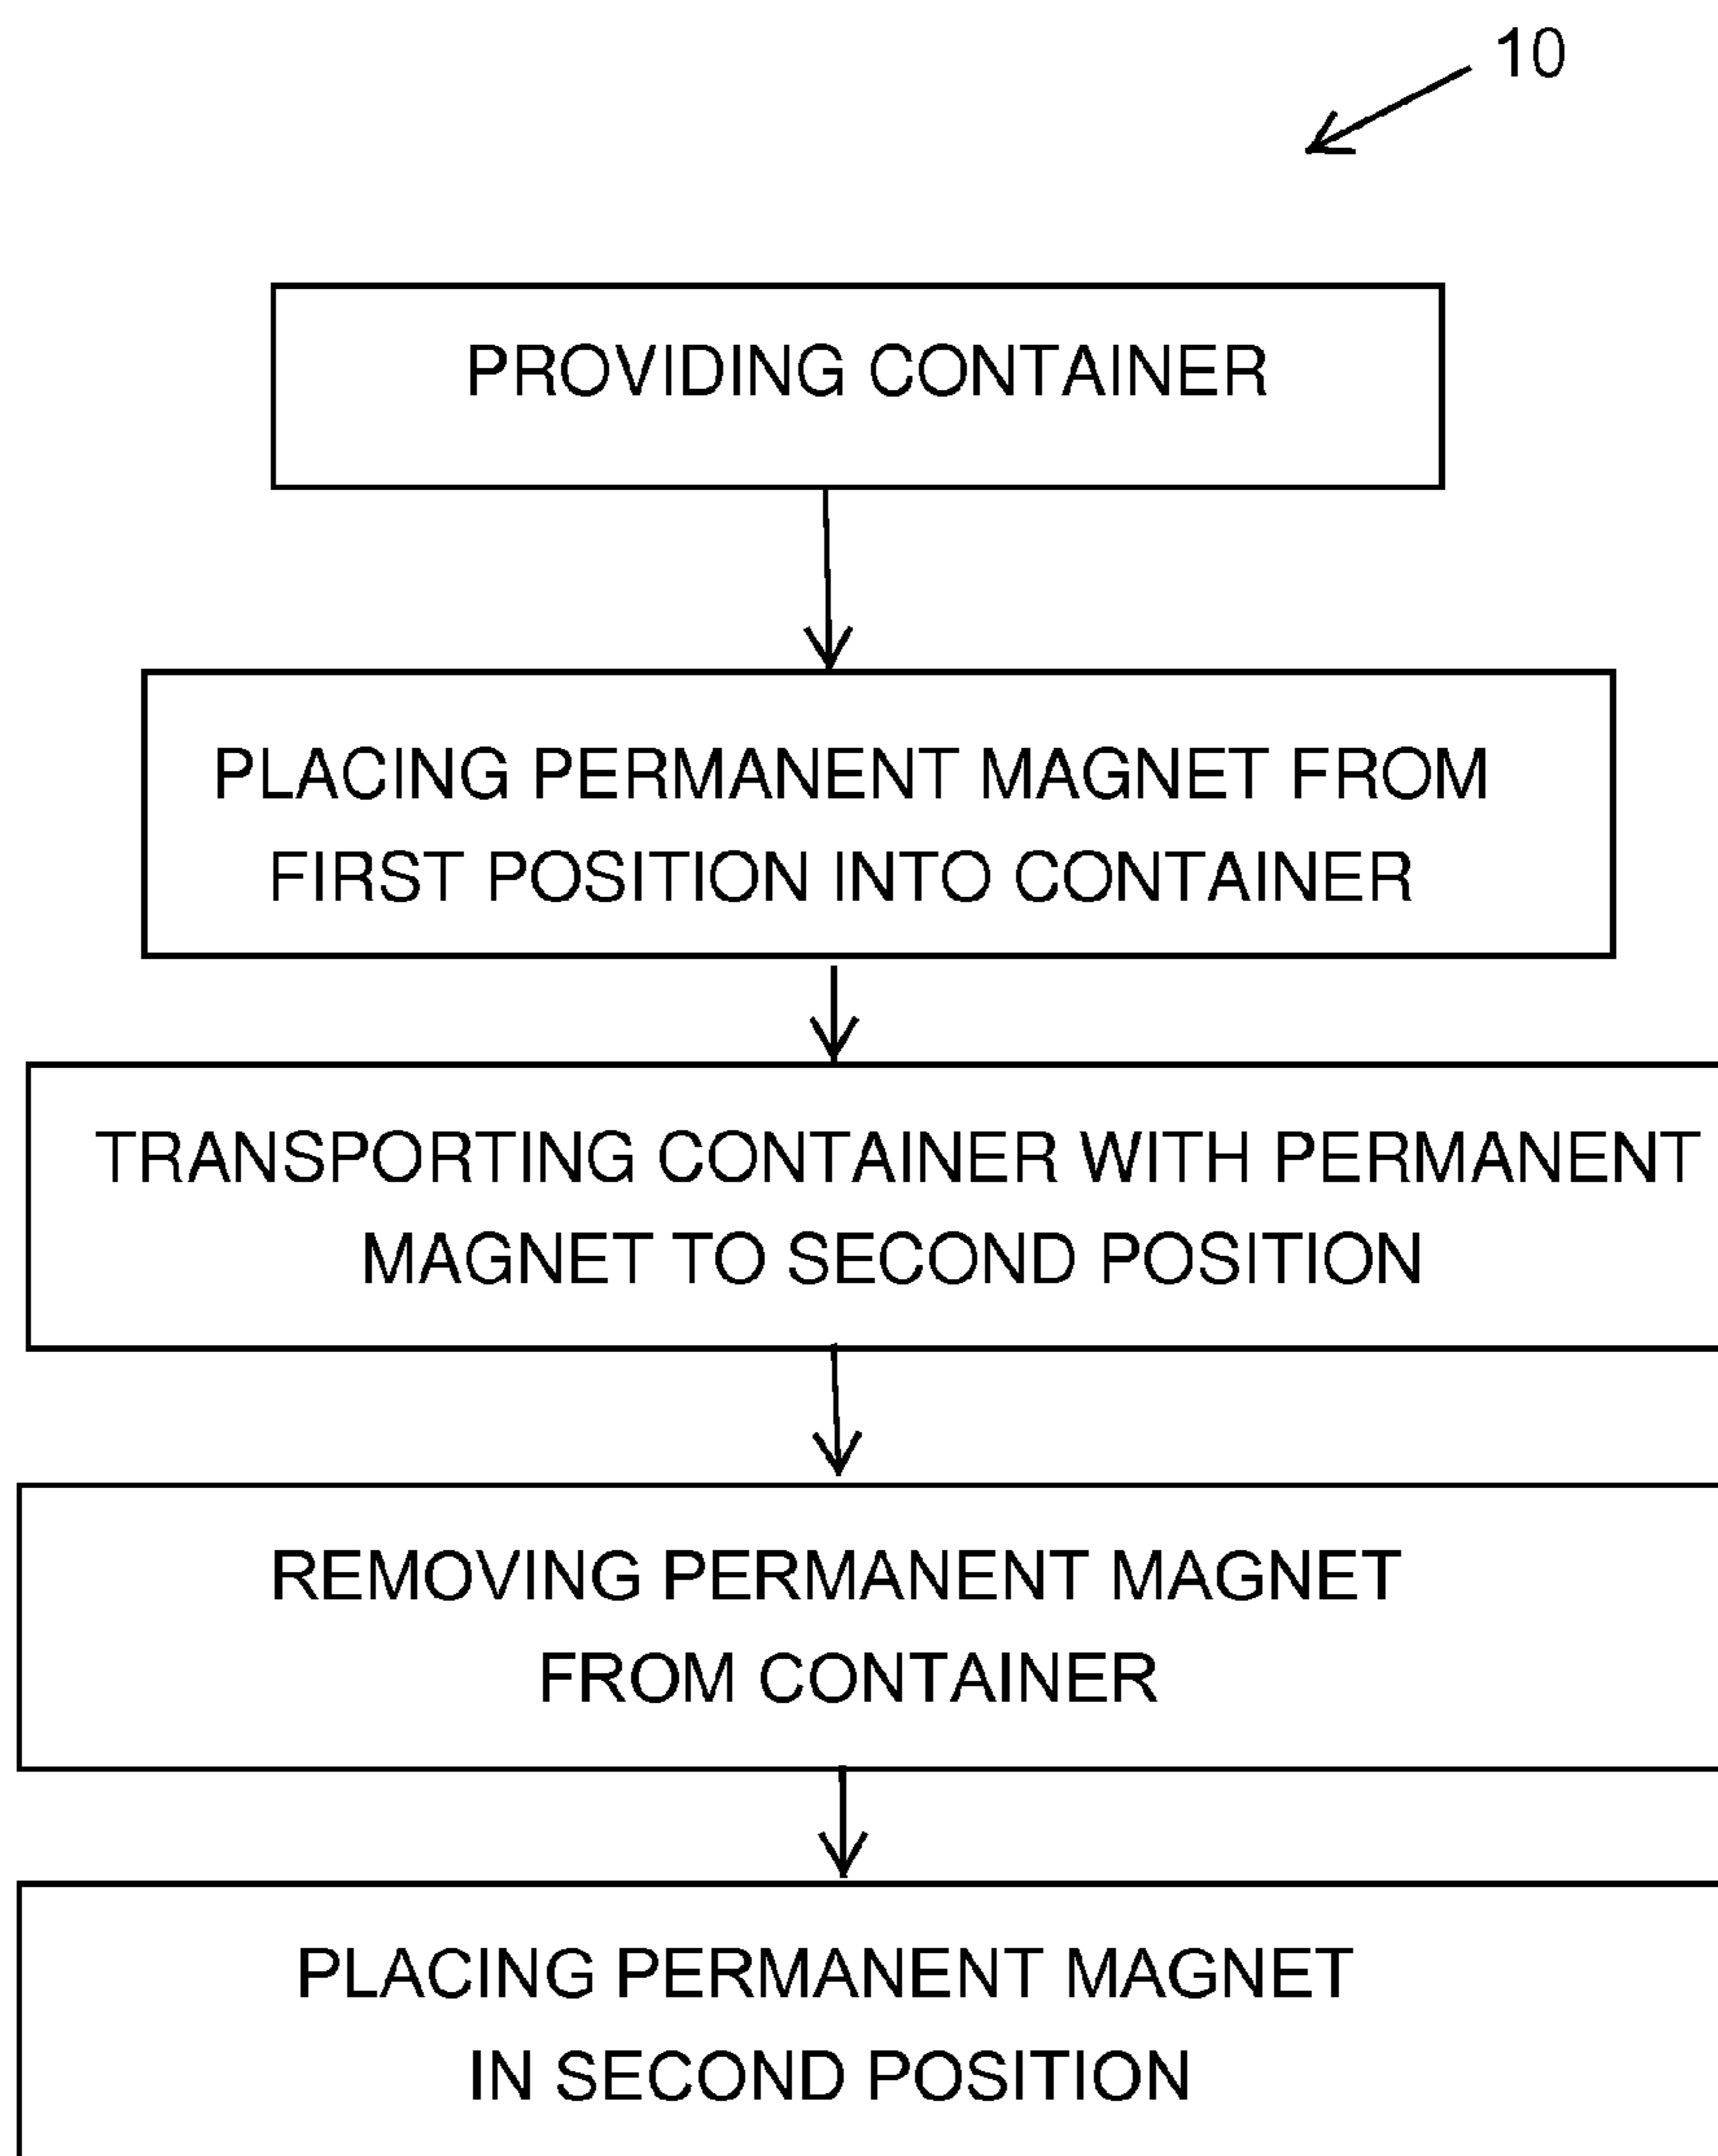 10
PROVIDING CONTAINER
PLACING PERMANENT MAGNET FROM
FIRST POSITION INTO CONTAINER
TRANSPORTING CONTAINER WITH PERMANENT
MAGNET TO SECOND POSITION
REMOVING PERMANENT MAGNET
FROM CONTAINER
PLACING PERMANENT MAGNET
IN SECOND POSITION